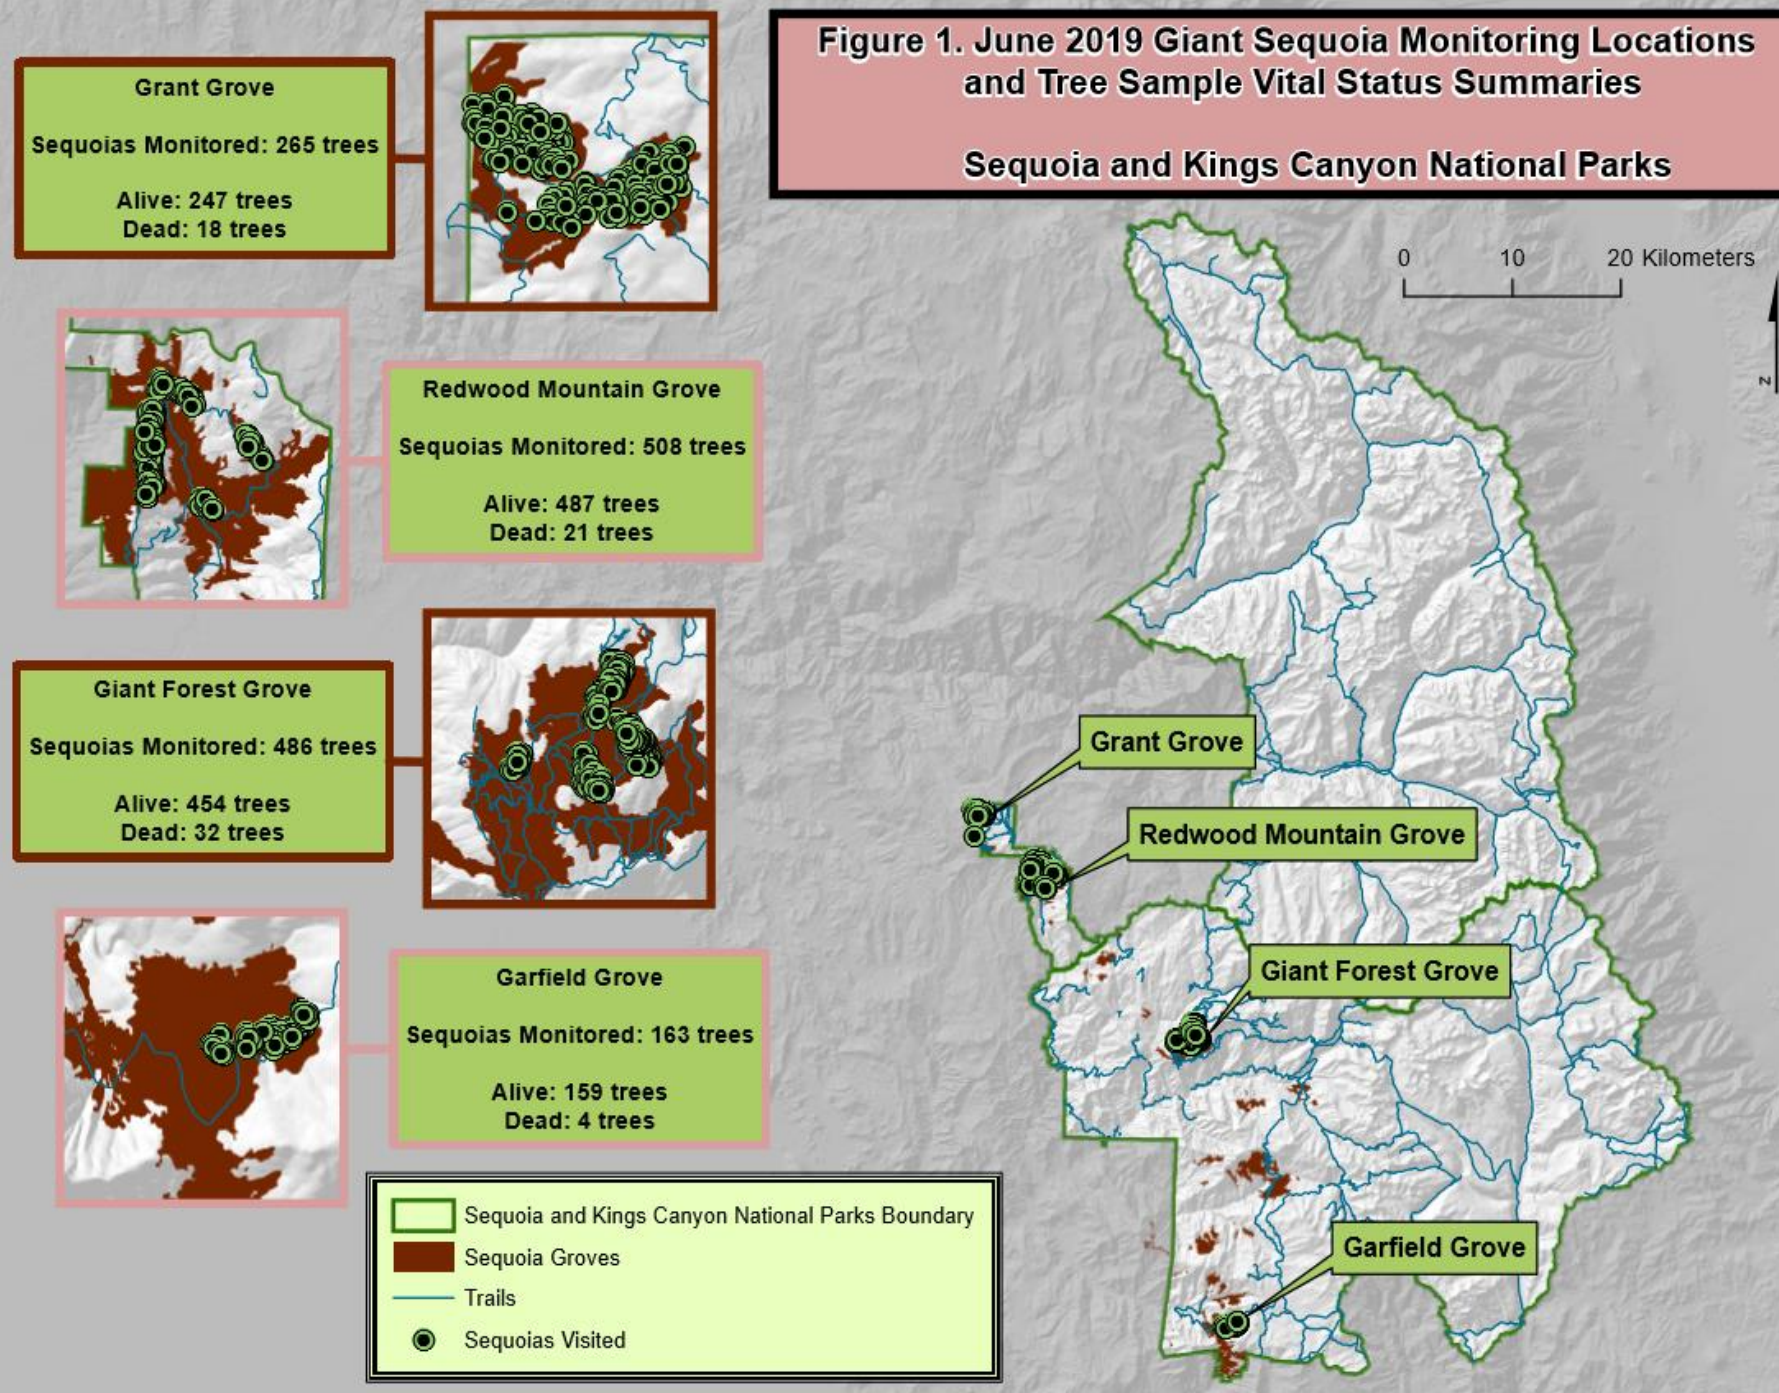 Figure 1. June 2019 Giant Sequoia Monitoring Locations
and Tree Sample Vital Status Summaries
Sequoia and Kings Canyon National Parks
Grant Grove
Sequoias Monitored: 265 trees
Alive: 247 trees
Dead: 18 trees
Redwood Mountain Grove
Sequoias Monitored: 508 trees
Alive: 487 trees
Dead: 21 trees
Giant Forest Grove
Sequoias Monitored: 486 trees
Alive: 454 trees
Dead: 32 trees
Garfield Grove
Sequoias Monitored: 163 trees
Alive: 159 trees
Dead: 4 trees
0 10 20 Kilometers
N
Grant Grove
Redwood Mountain Grove
Giant Forest Grove
Garfield Grove
Sequoia and Kings Canyon National Parks Boundary
Sequoia Groves
Trails
Sequoias Visited